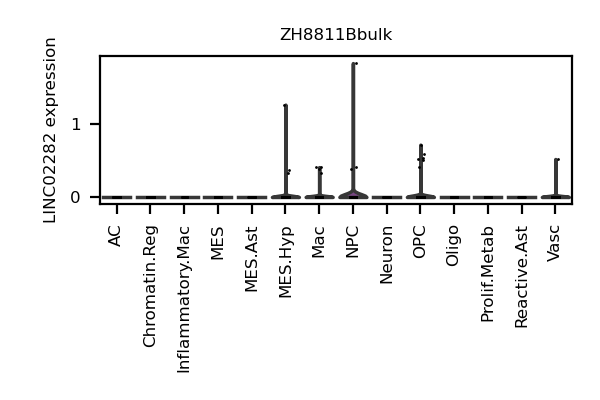 ZH8811Bbulk
LINC02282 expression
1
0
AC
Chromatin.Reg
Inflammatory.Mac
MES
MES.Ast
MES.Hyp
Mac
NPC
Neuron
OPC
Oligo
Prolif.Metab
Reactive.Ast
Vasc